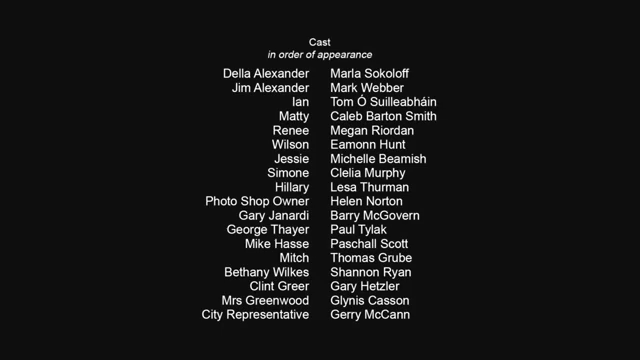 Cast
in order of appearance
Della Alexander Marla Sokoloff
Jim Alexander Mark Webber
Ian Tom Ó Suilleabháin
Matty Caleb Barton Smith
Renee Megan Riordan
Wilson Eamonn Hunt
Jessie Michelle Beamish
Simone Clelia Murphy
Hillary Lesa Thurman
Photo Shop Owner Helen Norton
Gary Janardi Barry McGovern
George Thayer Paul Tylak
Mike Hasse Paschall Scott
Mitch Thomas Grube
Bethany Wilkes Shannon Ryan
Clint Greer Gary Hetzler
Mrs Greenwood Glynis Casson
City Representative Gerry McCann